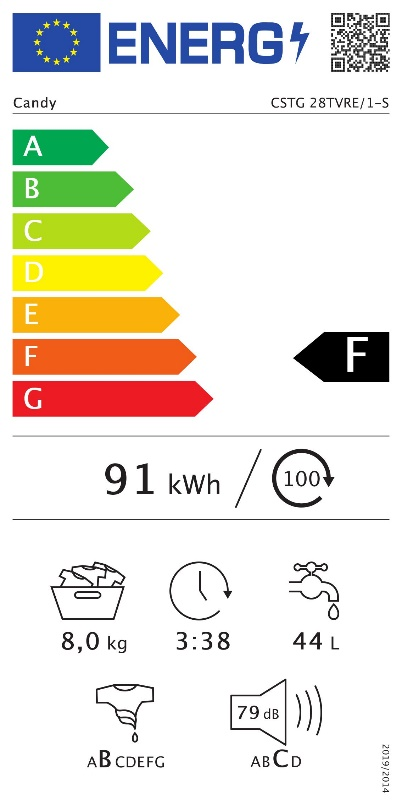 ENERG
Candy CSTG 28TVRE/1-S
A
B
C
D
E
F
F
G
91 kWh / 100
8,0 kg 3:38 44 L
79 dB
ABCDEFG ABCD
2019/2014